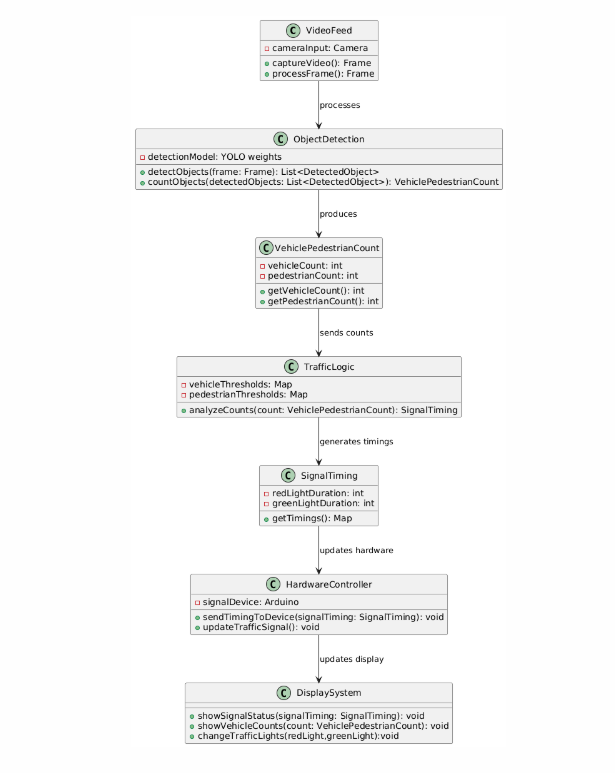 C VideoFeed
cameraInput: Camera
captureVideo(): Frame
processFrame(): Frame
processes
C ObjectDetection
detectionModel: YOLO weights
detectObjects(frame: Frame): List<DetectedObject>
countObjects(detectedObjects: List<DetectedObject>): VehiclePedestrianCount
produces
C VehiclePedestrianCount
vehicleCount: int
pedestrianCount: int
getVehicleCount(): int
getPedestrianCount(): int
sends counts
C TrafficLogic
vehicleThresholds: Map
pedestrianThresholds: Map
analyzeCounts(count: VehiclePedestrianCount): SignalTiming
generates timings
C SignalTiming
redLightDuration: int
greenLightDuration: int
getTimings(): Map
updates hardware
C HardwareController
signalDevice: Arduino
sendTimingToDevice(signalTiming: SignalTiming): void
updateTrafficSignal(): void
updates display
C DisplaySystem
showSignalStatus(signalTiming: SignalTiming): void
showVehicleCounts(count: VehiclePedestrianCount): void
changeTrafficLights(redLight,greenLight):void